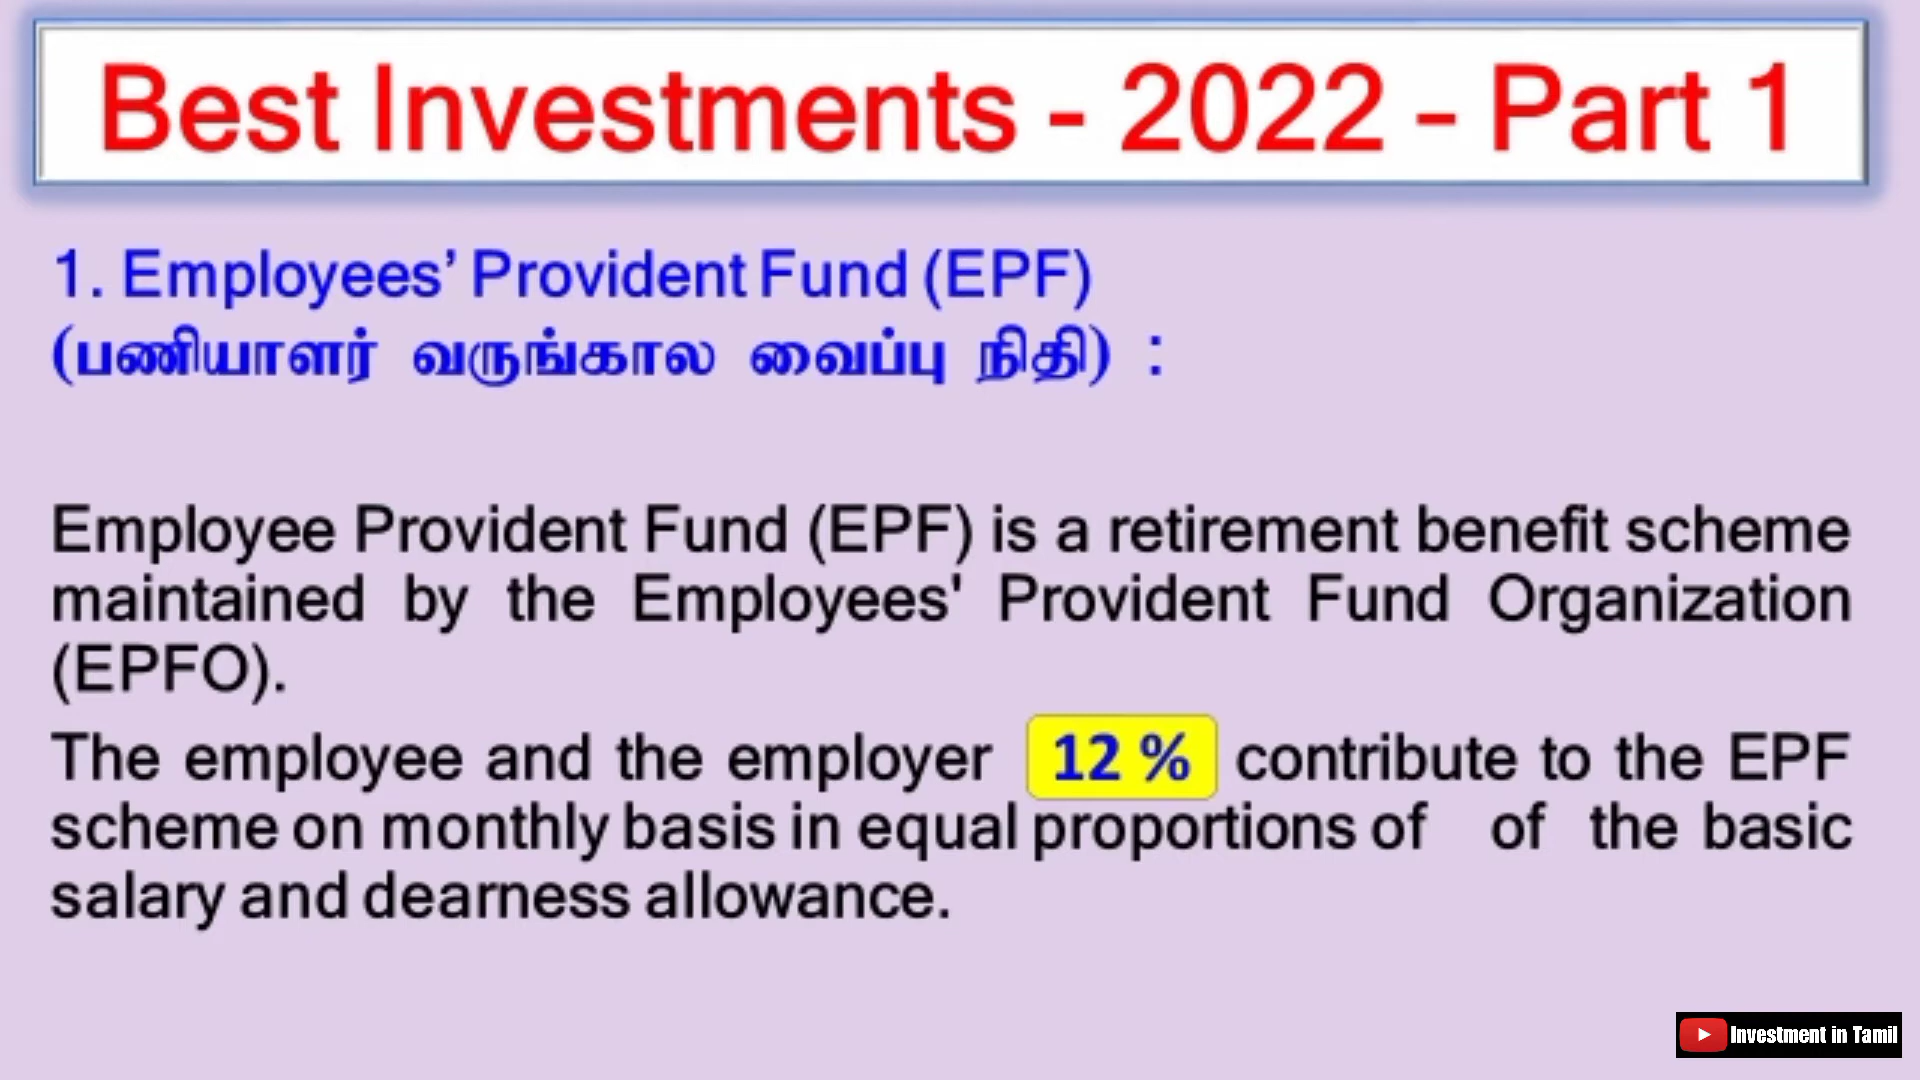 Best Investments - 2022 - Part 1
1. Employees’ Provident Fund (EPF)
(பணியாளர் வருங்கால வைப்பு நிதி) :
Employee Provident Fund (EPF) is a retirement benefit scheme
maintained by the Employees' Provident Fund Organization
(EPFO).
The employee and the employer 12 % contribute to the EPF
scheme on monthly basis in equal proportions of of the basic
salary and dearness allowance.
Investment in Tamil